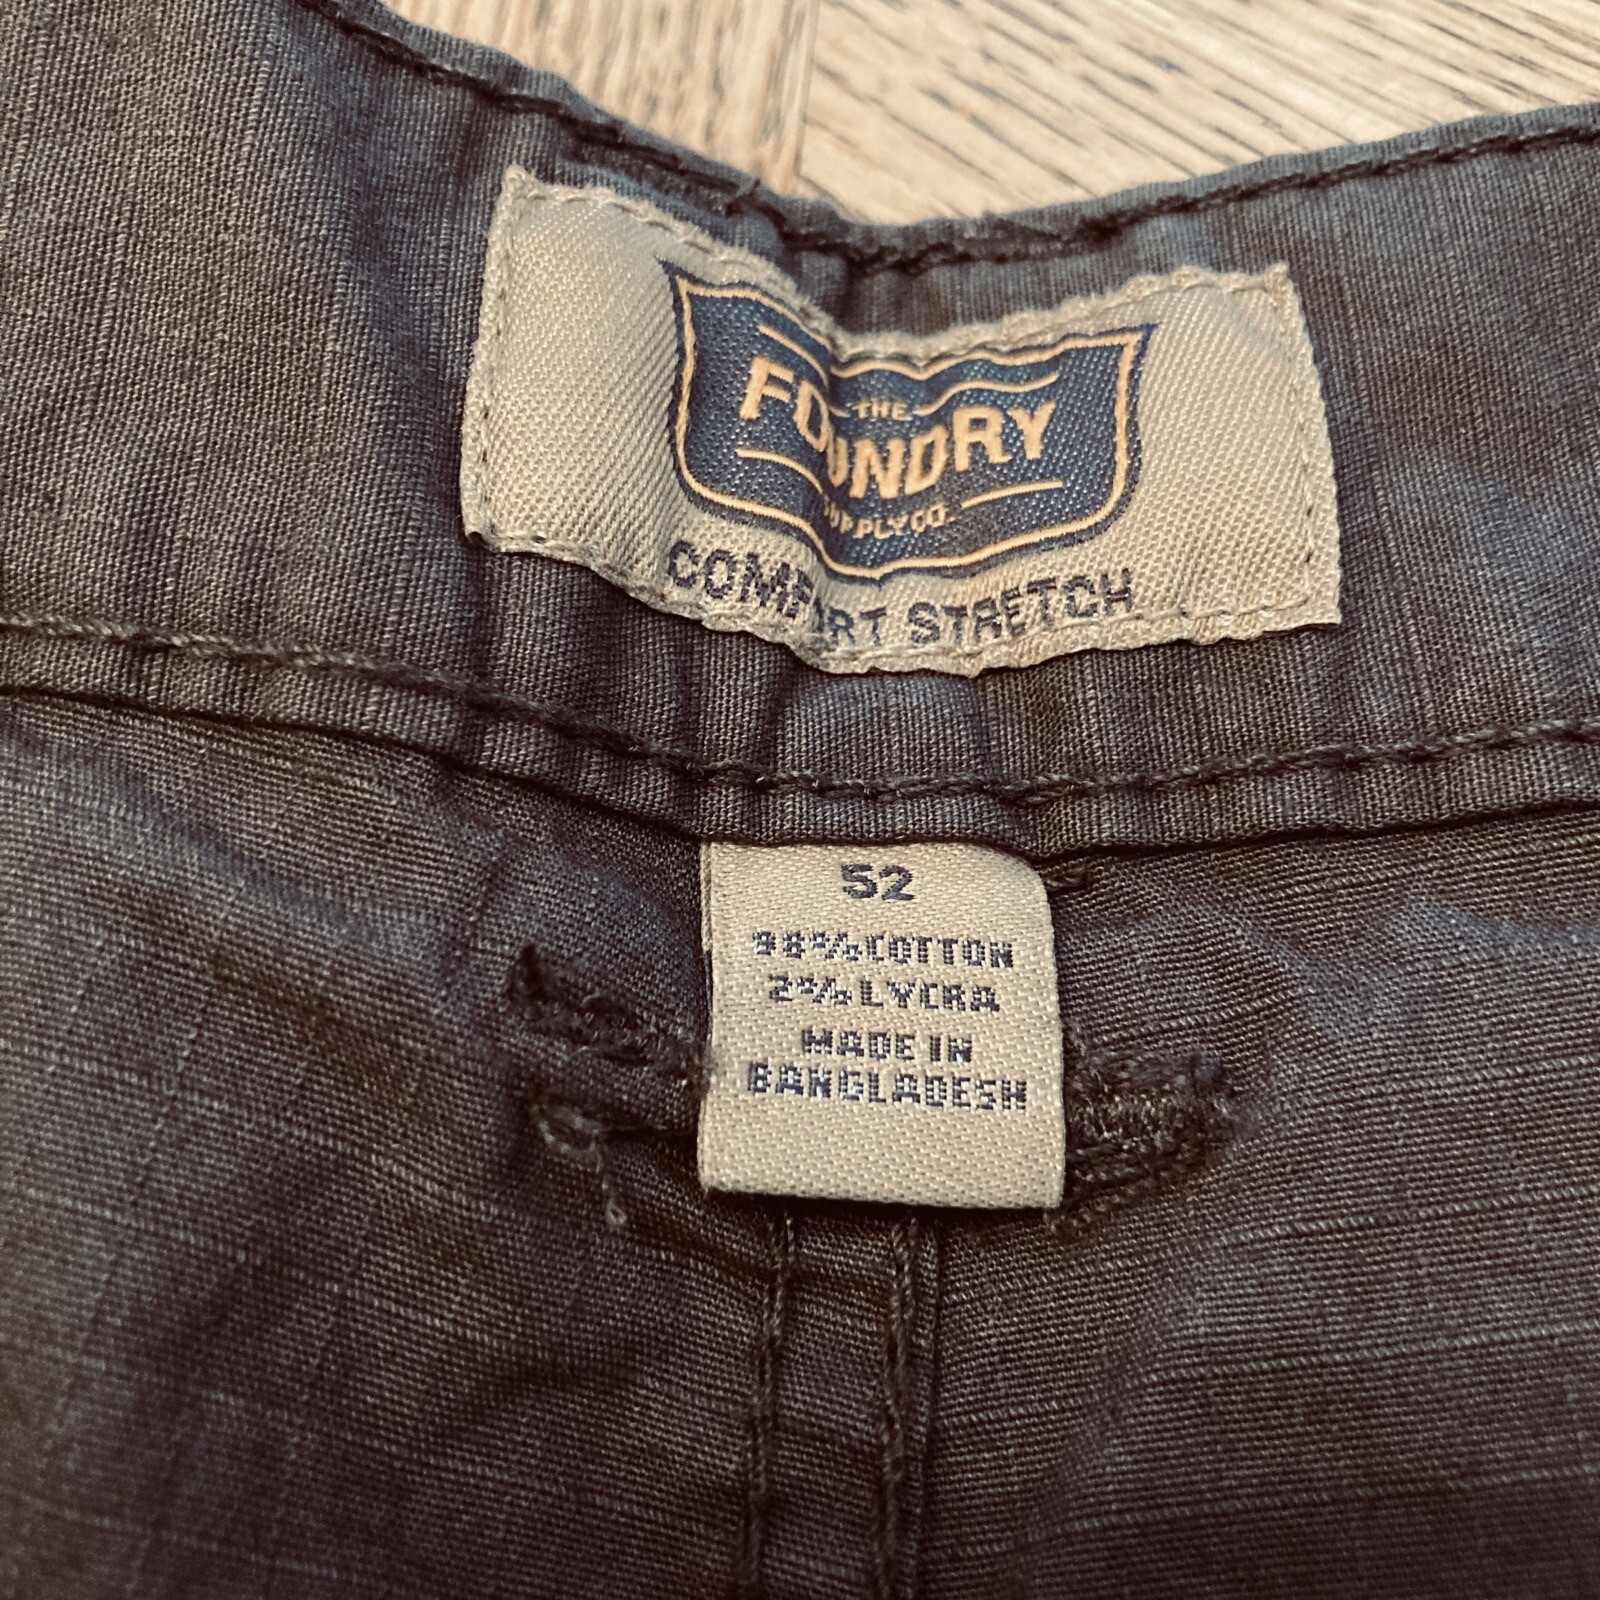 THE
FOUNDRY
SUPPLY CO.
COMFORT STRETCH
52
98% COTTON
2% LYCRA
MADE IN
BANGLADESH